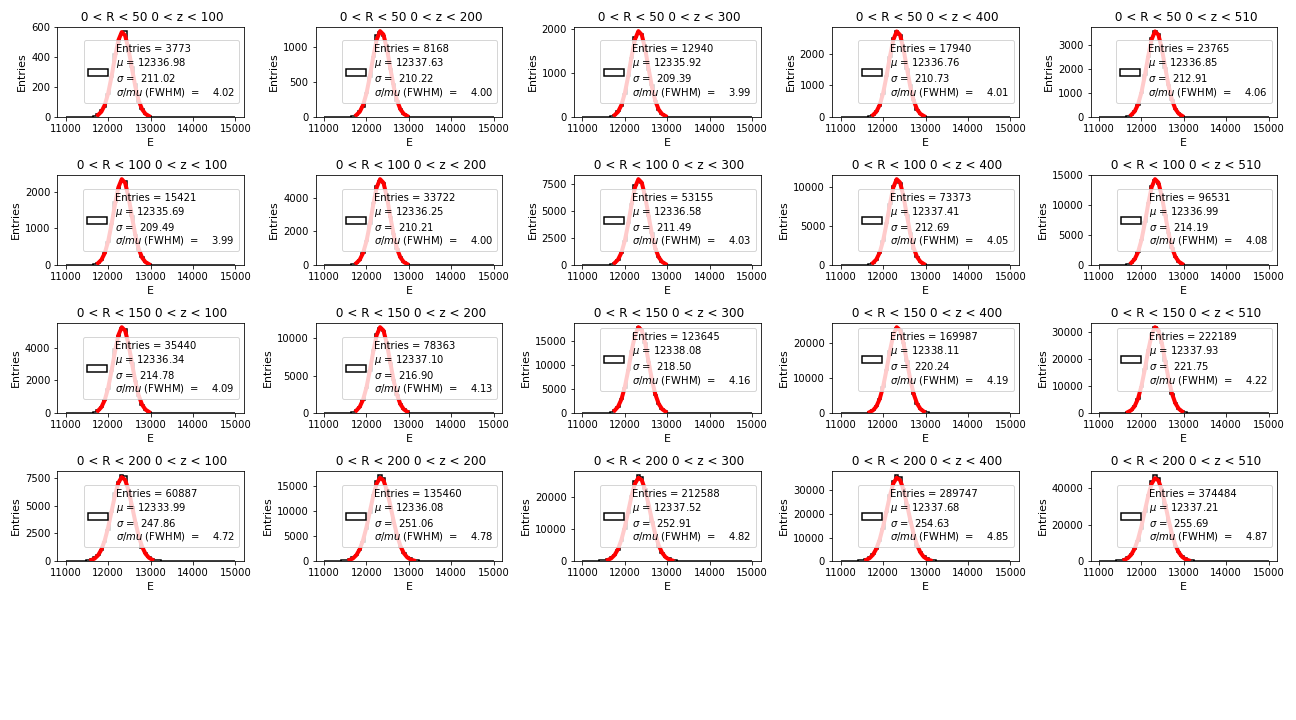 0 < R < 50 0 < z < 100
Entries
600
400
200
0
Entries = 3773
μ = 12336.98
σ = 211.02
σ/mu (FWHM) = 4.02
11000 12000 13000 14000 15000
E
0 < R < 50 0 < z < 200
Entries
1000
500
0
Entries = 8168
μ = 12337.63
σ = 210.22
σ/mu (FWHM) = 4.00
11000 12000 13000 14000 15000
E
0 < R < 50 0 < z < 300
Entries
2000
1000
0
Entries = 12940
μ = 12335.92
σ = 209.39
σ/mu (FWHM) = 3.99
11000 12000 13000 14000 15000
E
0 < R < 50 0 < z < 400
Entries
2000
1000
0
Entries = 17940
μ = 12336.76
σ = 210.73
σ/mu (FWHM) = 4.01
11000 12000 13000 14000 15000
E
0 < R < 50 0 < z < 510
Entries
3000
2000
1000
0
Entries = 23765
μ = 12336.85
σ = 212.91
σ/mu (FWHM) = 4.06
11000 12000 13000 14000 15000
E
0 < R < 100 0 < z < 100
Entries
2000
1000
0
Entries = 15421
μ = 12335.69
σ = 209.49
σ/mu (FWHM) = 3.99
11000 12000 13000 14000 15000
E
0 < R < 100 0 < z < 200
Entries
4000
2000
0
Entries = 33722
μ = 12336.25
σ = 210.21
σ/mu (FWHM) = 4.00
11000 12000 13000 14000 15000
E
0 < R < 100 0 < z < 300
Entries
7500
5000
2500
0
Entries = 53155
μ = 12336.58
σ = 211.49
σ/mu (FWHM) = 4.03
11000 12000 13000 14000 15000
E
0 < R < 100 0 < z < 400
Entries
10000
5000
0
Entries = 73373
μ = 12337.41
σ = 212.69
σ/mu (FWHM) = 4.05
11000 12000 13000 14000 15000
E
0 < R < 100 0 < z < 510
Entries
15000
10000
5000
0
Entries = 96531
μ = 12336.99
σ = 214.19
σ/mu (FWHM) = 4.08
11000 12000 13000 14000 15000
E
0 < R < 150 0 < z < 100
Entries
4000
2000
0
Entries = 35440
μ = 12336.34
σ = 214.78
σ/mu (FWHM) = 4.09
11000 12000 13000 14000 15000
E
0 < R < 150 0 < z < 200
Entries
10000
5000
0
Entries = 78363
μ = 12337.10
σ = 216.90
σ/mu (FWHM) = 4.13
11000 12000 13000 14000 15000
E
0 < R < 150 0 < z < 300
Entries
15000
10000
5000
0
Entries = 123645
μ = 12338.08
σ = 218.50
σ/mu (FWHM) = 4.16
11000 12000 13000 14000 15000
E
0 < R < 150 0 < z < 400
Entries
20000
10000
0
Entries = 169987
μ = 12338.11
σ = 220.24
σ/mu (FWHM) = 4.19
11000 12000 13000 14000 15000
E
0 < R < 150 0 < z < 510
Entries
30000
20000
10000
0
Entries = 222189
μ = 12337.93
σ = 221.75
σ/mu (FWHM) = 4.22
11000 12000 13000 14000 15000
E
0 < R < 200 0 < z < 100
Entries
7500
5000
2500
0
Entries = 60887
μ = 12333.99
σ = 247.86
σ/mu (FWHM) = 4.72
11000 12000 13000 14000 15000
E
0 < R < 200 0 < z < 200
Entries
15000
10000
5000
0
Entries = 135460
μ = 12336.08
σ = 251.06
σ/mu (FWHM) = 4.78
11000 12000 13000 14000 15000
E
0 < R < 200 0 < z < 300
Entries
20000
10000
0
Entries = 212588
μ = 12337.52
σ = 252.91
σ/mu (FWHM) = 4.82
11000 12000 13000 14000 15000
E
0 < R < 200 0 < z < 400
Entries
30000
20000
10000
0
Entries = 289747
μ = 12337.68
σ = 254.63
σ/mu (FWHM) = 4.85
11000 12000 13000 14000 15000
E
0 < R < 200 0 < z < 510
Entries
40000
20000
0
Entries = 374484
μ = 12337.21
σ = 255.69
σ/mu (FWHM) = 4.87
11000 12000 13000 14000 15000
E